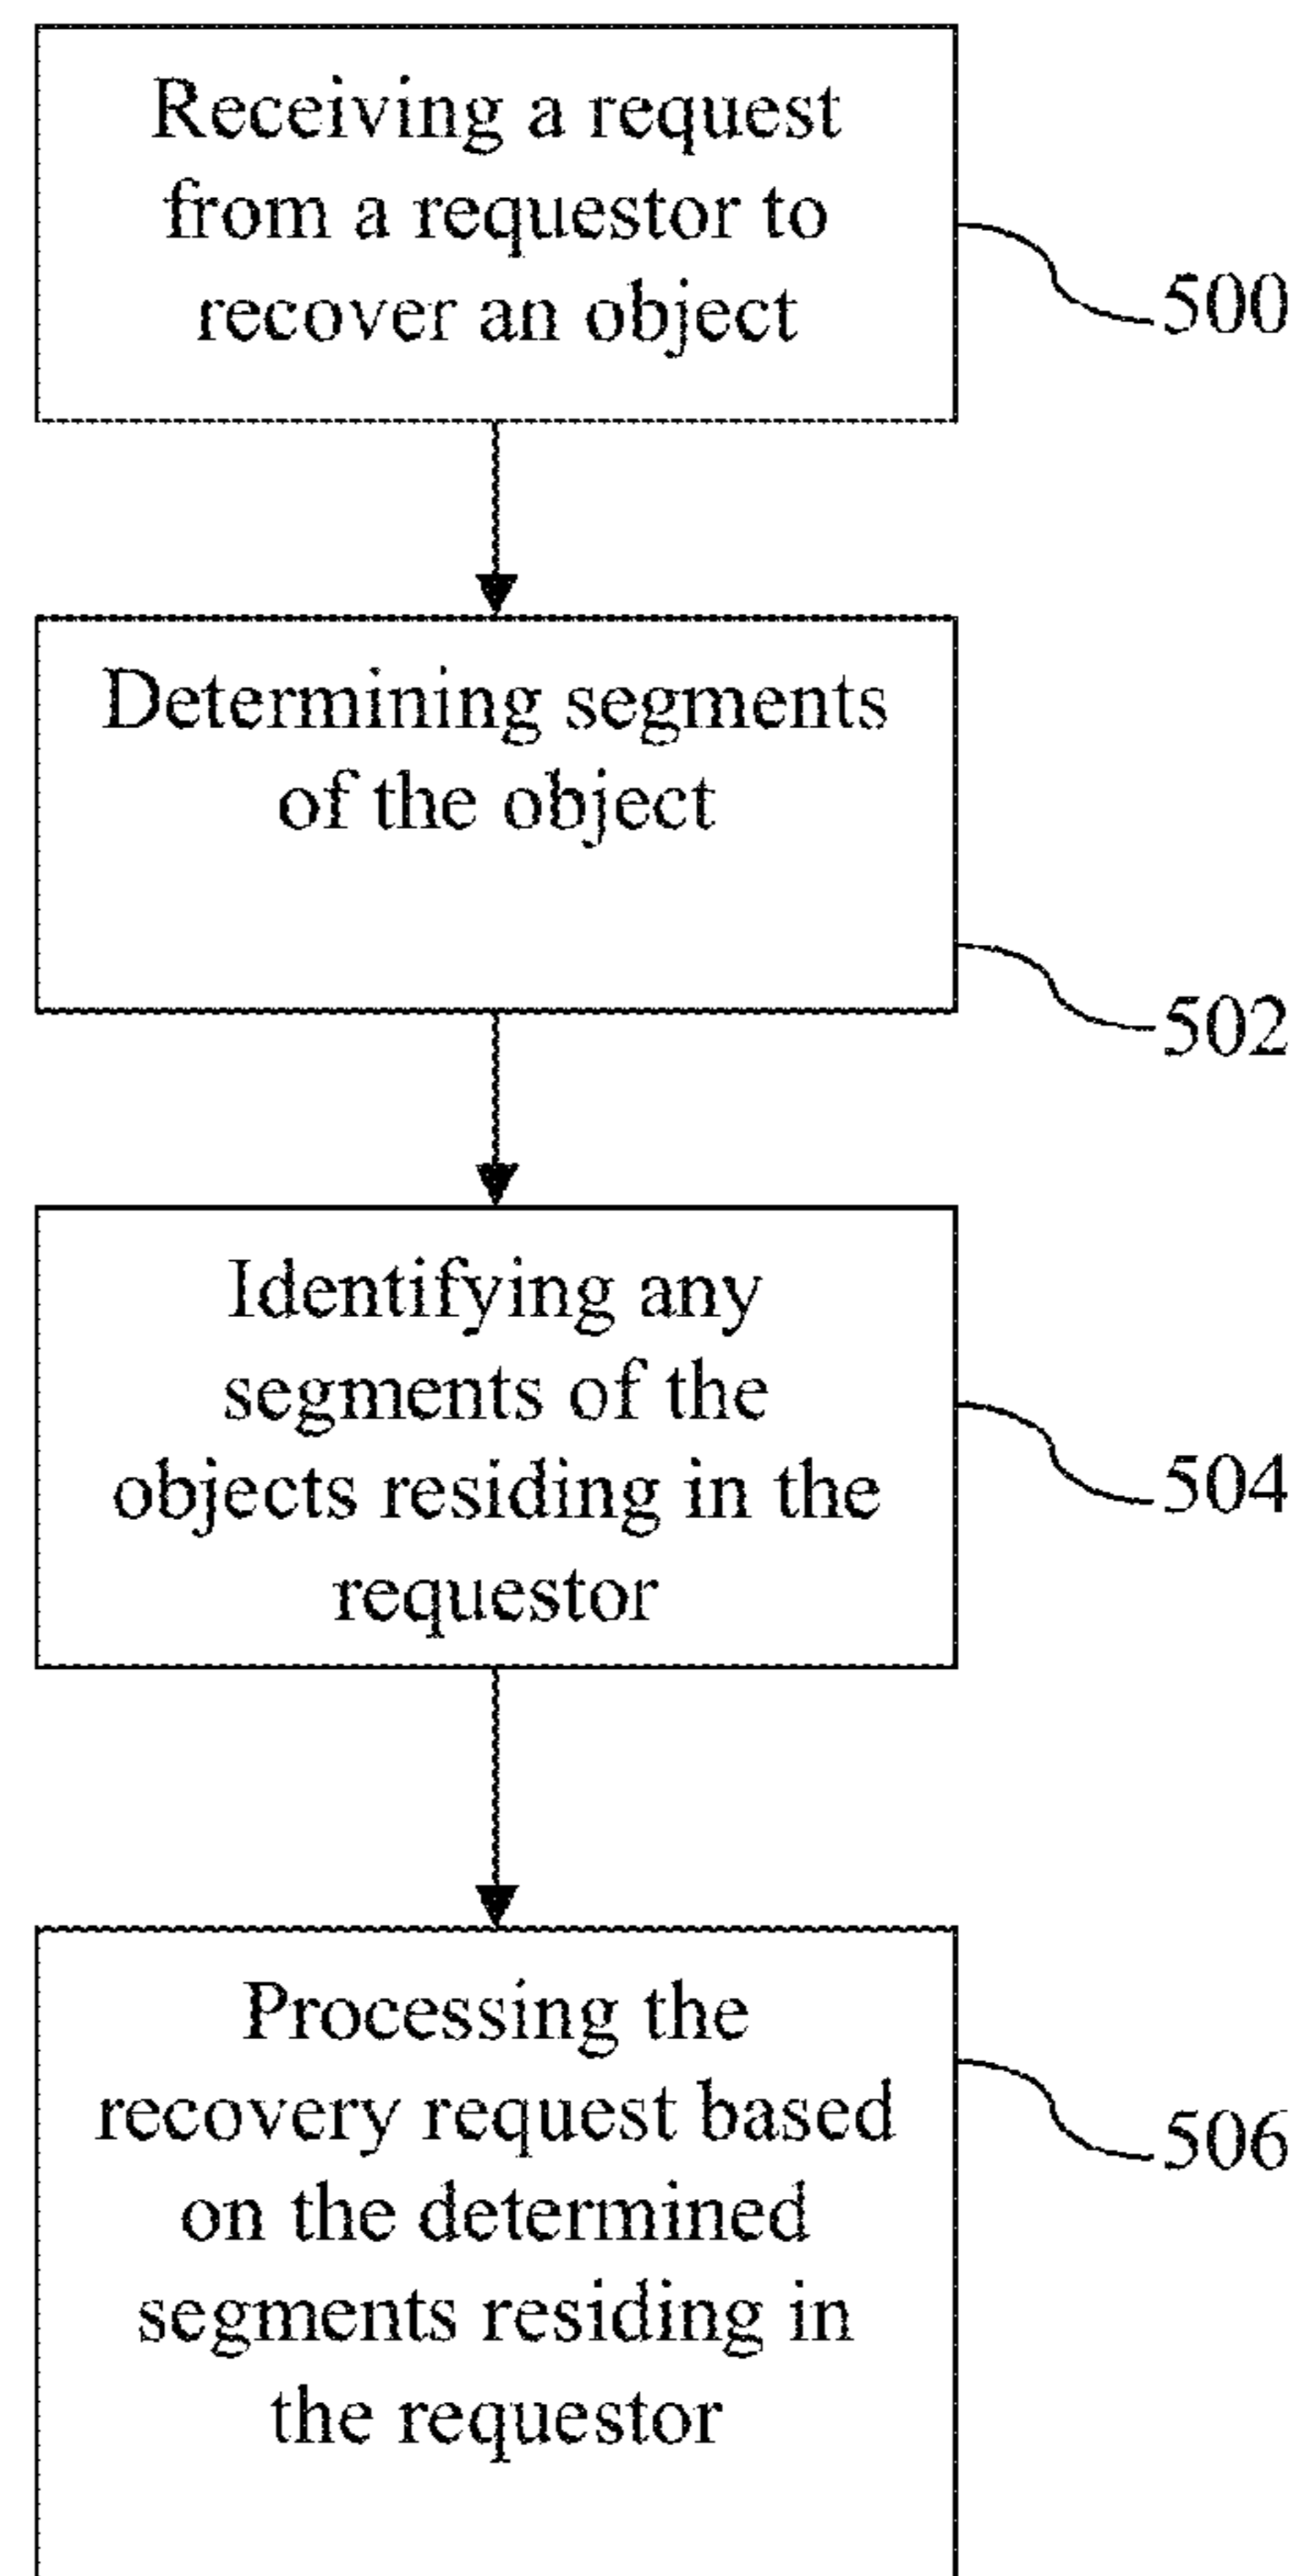 Receiving a request
from a requestor to
recover an object
500
Determining segments
of the object
502
Identifying any
segments of the
objects residing in the
requestor
504
Processing the
recovery request based
on the determined
segments residing in
the requestor
506